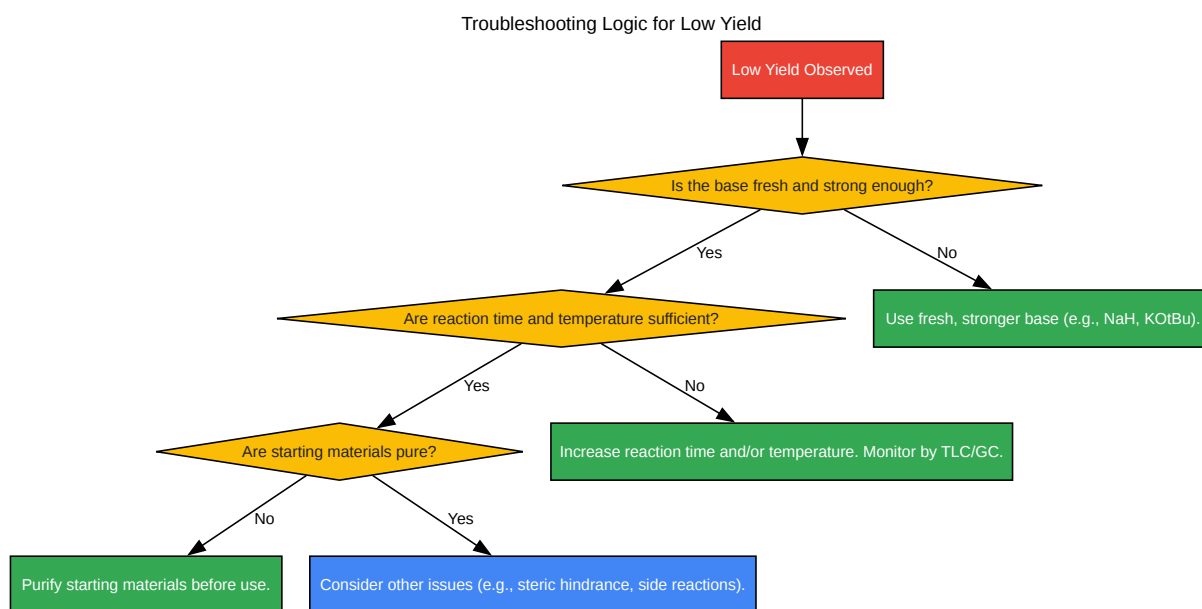 Troubleshooting Logic for Low Yield
Low Yield Observed
Is the base fresh and strong enough?
Yes
No
Are reaction time and temperature sufficient?
Use fresh, stronger base (e.g., NaH, KOtBu).
Yes
No
Are starting materials pure?
Increase reaction time and/or temperature. Monitor by TLC/GC.
No
Yes
Purify starting materials before use.
Consider other issues (e.g., steric hindrance, side reactions).